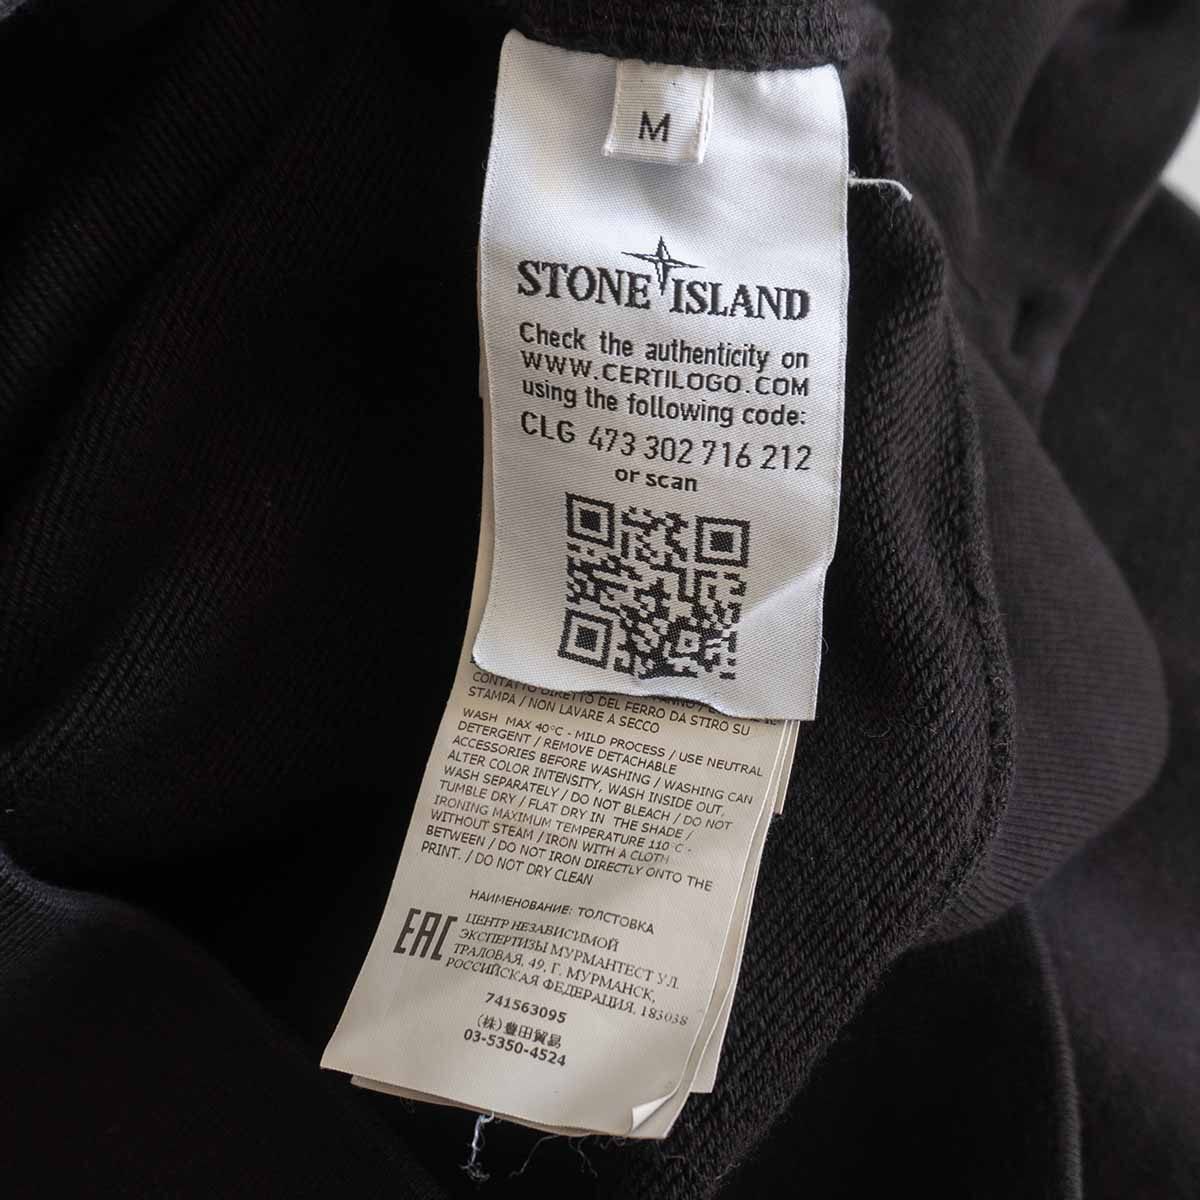 M
STONE ISLAND
Check the authenticity on
WWW.CERTILOGO.COM
using the following code:
CLG 473 302 716 212
or scan
CONTATTO DIRETTO DEL FERRO DA STIRO SU
STAMPA / NON LAVARE A SECCO
WASH MAX 40°C - MILD PROCESS / USE NEUTRAL
DETERGENT / REMOVE DETACHABLE
ACCESSORIES BEFORE WASHING / WASHING CAN
ALTER COLOR INTENSITY, WASH INSIDE OUT,
WASH SEPARATELY / DO NOT BLEACH / DO NOT
TUMBLE DRY / FLAT DRY IN THE SHADE /
IRONING MAXIMUM TEMPERATURE 110°C -
WITHOUT STEAM / IRON WITH A CLOTH
BETWEEN / DO NOT IRON DIRECTLY ONTO THE
PRINT. / DO NOT DRY CLEAN
НАИМЕНОВАНИЕ: ТОЛСТОВКА
EAC
ЦЕНТР НЕЗАВИСИМОЙ
ЭКСПЕРТИЗЫ МУРМАНТЕСТ УЛ.
ТРАЛОВАЯ, 49, Г. МУРМАНСК,
РОССИЙСКАЯ ФЕДЕРАЦИЯ, 183038
741563095
(株)豊田貿易
03-5350-4524